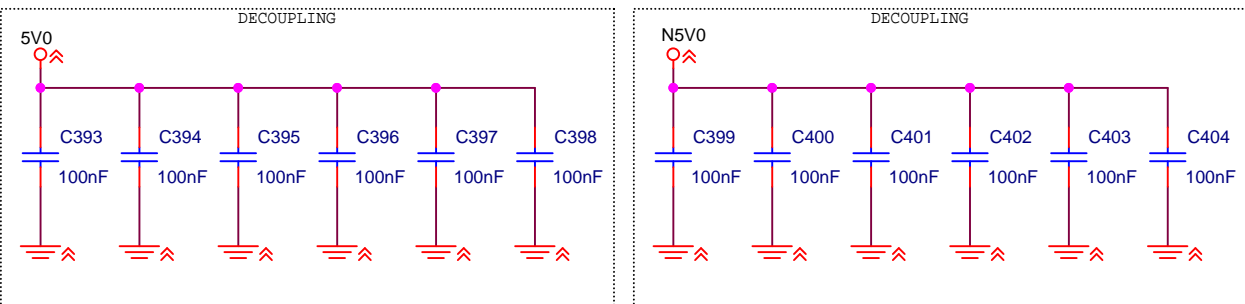 DECOUPLING
5V0
C393 C394 C395 C396 C397 C398
100nF 100nF 100nF 100nF 100nF 100nF
DECOUPLING
N5V0
C399 C400 C401 C402 C403 C404
100nF 100nF 100nF 100nF 100nF 100nF